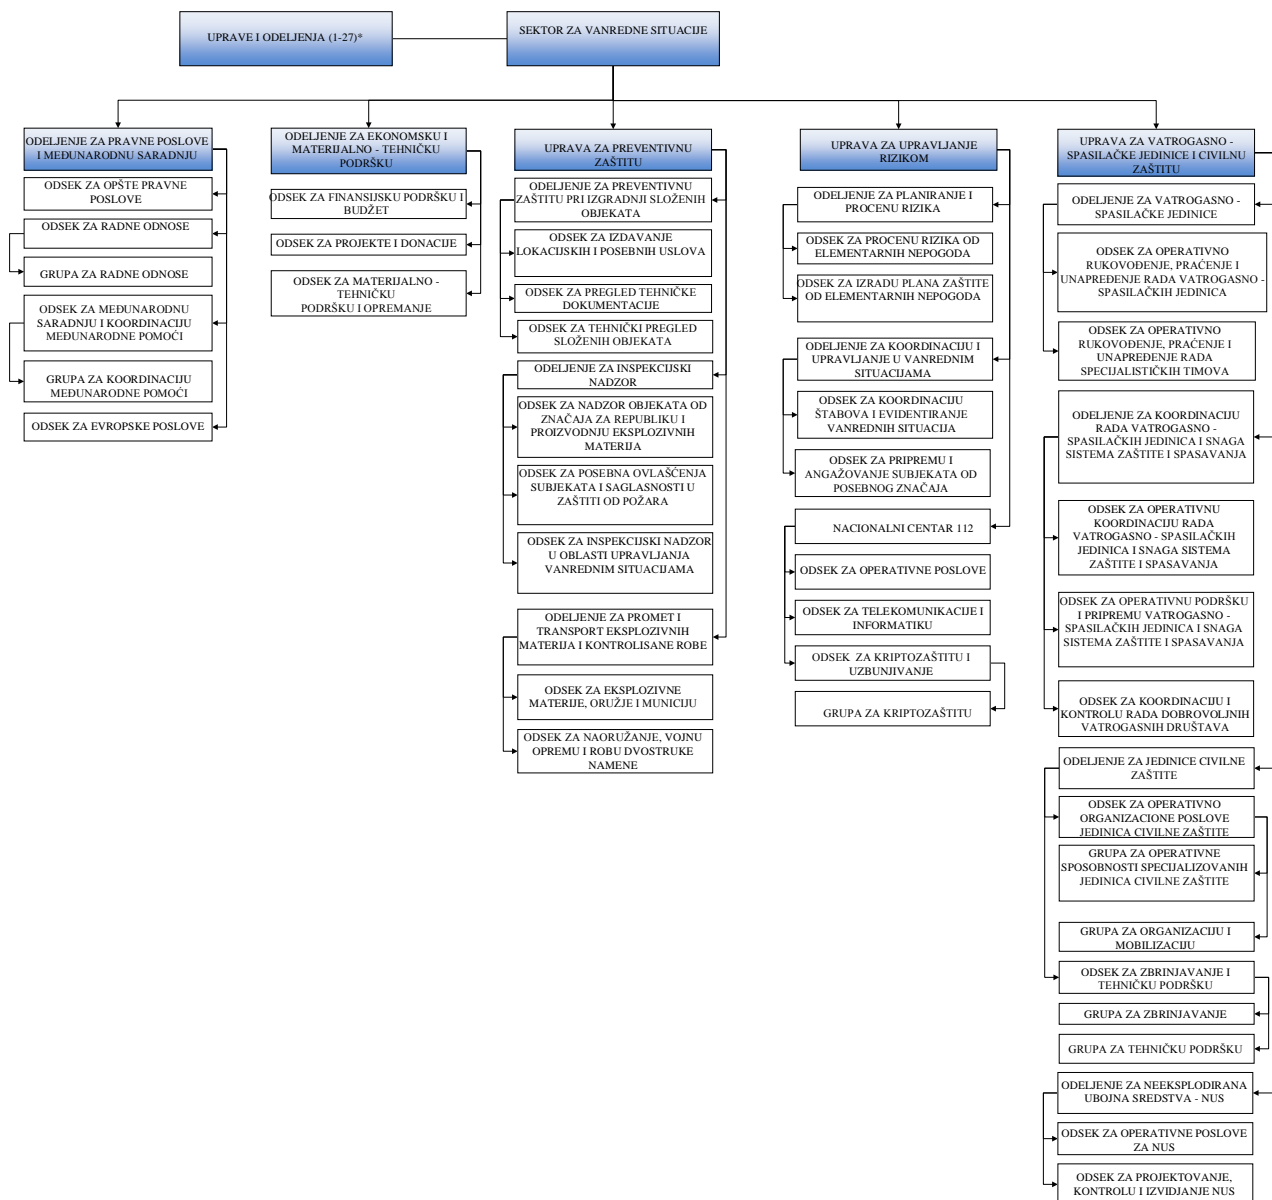 UPRAVE I ODELJENJA (1-27)*
SEKTOR ZA VANREDNE SITUACIJE
ODELJENJE ZA PRAVNE POSLOVE
I MEĐUNARODNU SARADNJU
ODSEK ZA OPŠTE PRAVNE
POSLOVE
ODSEK ZA RADNE ODNOSE
GRUPA ZA RADNE ODNOSE
ODSEK ZA MEĐUNARODNU
SARADNJU I KOORDINACIJU
MEĐUNARODNE POMOĆI
GRUPA ZA KOORDINACIJU
MEĐUNARODNE POMOĆI
ODSEK ZA EVROPSKE POSLOVE
ODELJENJE ZA EKONOMSKU I
MATERIJALNO - TEHNIČKU
PODRŠKU
ODSEK ZA FINANSIJSKU PODRŠKU I
BUDŽET
ODSEK ZA PROJEKTE I DONACIJE
ODSEK ZA MATERIJALNO -
TEHNIČKU
PODRŠKU I OPREMANJE
UPRAVA ZA PREVENTIVNU
ZAŠTITU
ODELJENJE ZA PREVENTIVNU
ZAŠTITU PRI IZGRADNJI SLOŽENIH
OBJEKATA
ODSEK ZA IZDAVANJE
LOKACIJSKIH I POSEBNIH USLOVA
ODSEK ZA PREGLED TEHNIČKE
DOKUMENTACIJE
ODSEK ZA TEHNIČKI PREGLED
SLOŽENIH OBJEKATA
ODELJENJE ZA INSPEKCIJSKI
NADZOR
ODSEK ZA NADZOR OBJEKATA OD
ZNAČAJA ZA REPUBLIKU I
PROIZVODNJU EKSPLOZIVNIH
MATERIJA
ODSEK ZA POSEBNA OVLAŠĆENJA
SUBJEKATA I SAGLASNOSTI U
ZAŠTITI OD POŽARA
ODSEK ZA INSPEKCIJSKI NADZOR
U OBLASTI UPRAVLJANJA
VANREDNIM SITUACIJAMA
ODELJENJE ZA PROMET I
TRANSPORT EKSPLOZIVNIH
MATERIJA I KONTROLISANE ROBE
ODSEK ZA EKSPLOZIVNE
MATERIJE, ORUŽJE I MUNICIJU
ODSEK ZA NAORUŽANJE, VOJNU
OPREMU I ROBU DVOSTRUKE
NAMENE
UPRAVA ZA UPRAVLJANJE
RIZIKOM
ODELJENJE ZA PLANIRANJE I
PROCENU RIZIKA
ODSEK ZA PROCENU RIZIKA OD
ELEMENTARNIH NEPOGODA
ODSEK ZA IZRADU PLANA ZAŠTITE
OD ELEMENTARNIH NEPOGODA
ODELJENJE ZA KOORDINACIJU I
UPRAVLJANJE U VANREDNIM
SITUACIJAMA
ODSEK ZA KOORDINACIJU
ŠTABOVA I EVIDENTIRANJE
VANREDNIH SITUACIJA
ODSEK ZA PRIPREMU I
ANGAŽOVANJE SUBJEKATA OD
POSEBNOG ZNAČAJA
NACIONALNI CENTAR 112
ODSEK ZA OPERATIVNE POSLOVE
ODSEK ZA TELEKOMUNIKACIJE I
INFORMATIKU
ODSEK ZA KRIPTOZAŠTITU I
UZBUNJIVANJE
GRUPA ZA KRIPTOZAŠTITU
UPRAVA ZA VATROGASNO -
SPASILAČKE JEDINICE I CIVILNU
ZAŠTITU
ODELJENJE ZA VATROGASNO -
SPASILAČKE JEDINICE
ODSEK ZA OPERATIVNO
RUKOVOĐENJE, PRAĆENJE I
UNAPREĐENJE RADA VATROGASNO -
SPASILAČKIH JEDINICA
ODSEK ZA OPERATIVNO
RUKOVOĐENJE, PRAĆENJE I
UNAPREĐENJE RADA
SPECIJALISTIČKIH TIMOVA
ODELJENJE ZA KOORDINACIJU
RADA VATROGASNO -
SPASILAČKIH JEDINICA I SNAGA
SISTEMA ZAŠTITE I SPASAVANJA
ODSEK ZA OPERATIVNU
KOORDINACIJU RADA
VATROGASNO - SPASILAČKIH
JEDINICA I SNAGA SISTEMA
ZAŠTITE I SPASAVANJA
ODSEK ZA OPERATIVNU PODRŠKU
I PRIPREMU VATROGASNO -
SPASILAČKIH JEDINICA I SNAGA
SISTEMA ZAŠTITE I SPASAVANJA
ODSEK ZA KOORDINACIJU I
KONTROLU RADA DOBROVOLJNIH
VATROGASNIH DRUŠTAVA
ODELJENJE ZA JEDINICE CIVILNE
ZAŠTITE
ODSEK ZA OPERATIVNO
ORGANIZACIONE POSLOVE
JEDINICA CIVILNE ZAŠTITE
GRUPA ZA OPERATIVNE
SPOSOBNOSTI SPECIJALIZOVANIH
JEDINICA CIVILNE ZAŠTITE
GRUPA ZA ORGANIZACIJU I
MOBILIZACIJU
ODSEK ZA ZBRINJAVANJE I
TEHNIČKU PODRŠKU
GRUPA ZA ZBRINJAVANJE
GRUPA ZA TEHNIČKU PODRŠKU
ODELJENJE ZA NEEKSPLODIRANA
UBOJNA SREDSTVA - NUS
ODSEK ZA OPERATIVNE POSLOVE
ZA NUS
ODSEK ZA PROJEKTOVANJE,
KONTROLU I IZVIDJANJE NUS